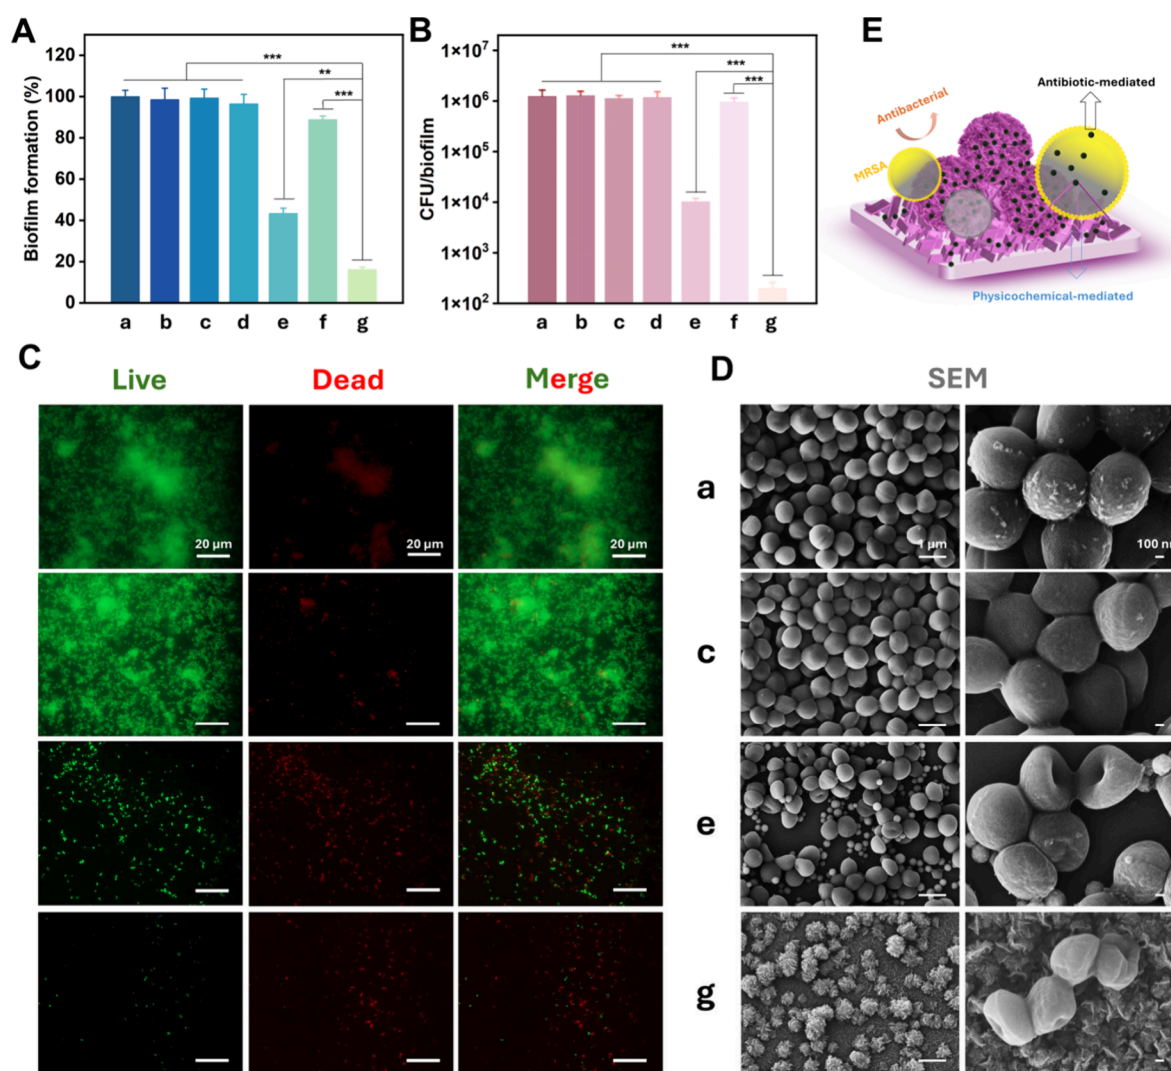 A
Biofilm formation (%)
120
100
80
60
40
20
0
***
**
***
a b c d e f g
B
CFU/biofilm
1×10⁷
1×10⁶
1×10⁵
1×10⁴
1×10³
1×10²
***
***
***
a b c d e f g
E
Antibiotic-mediated
Antibacterial
MRSA
Physicochemical-mediated
C
Live Dead Merge
20 μm 20 μm 20 μm
D
SEM
a
1 μm 100 nm
c
e
g